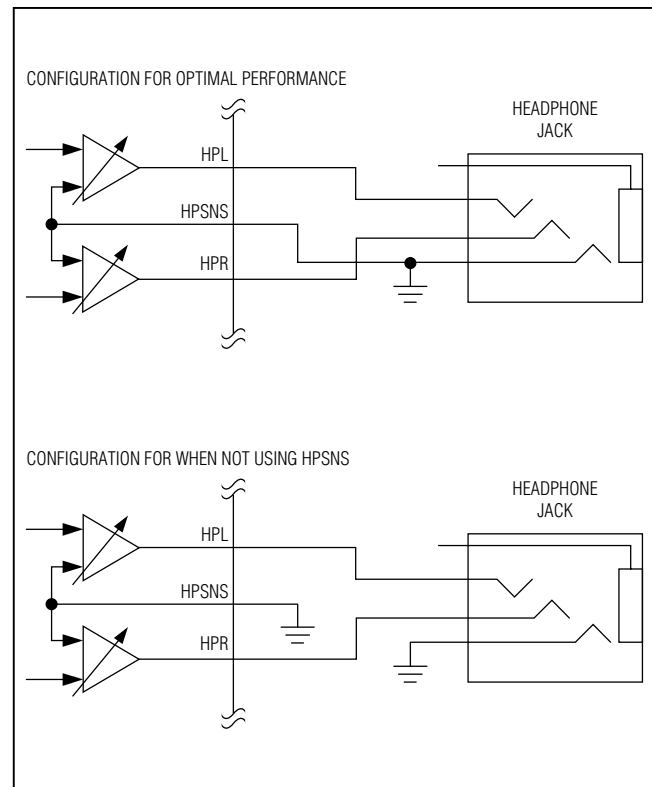 CONFIGURATION FOR OPTIMAL PERFORMANCE
HEADPHONE
JACK
HPL
HPSNS
HPR
CONFIGURATION FOR WHEN NOT USING HPSNS
HEADPHONE
JACK
HPL
HPSNS
HPR